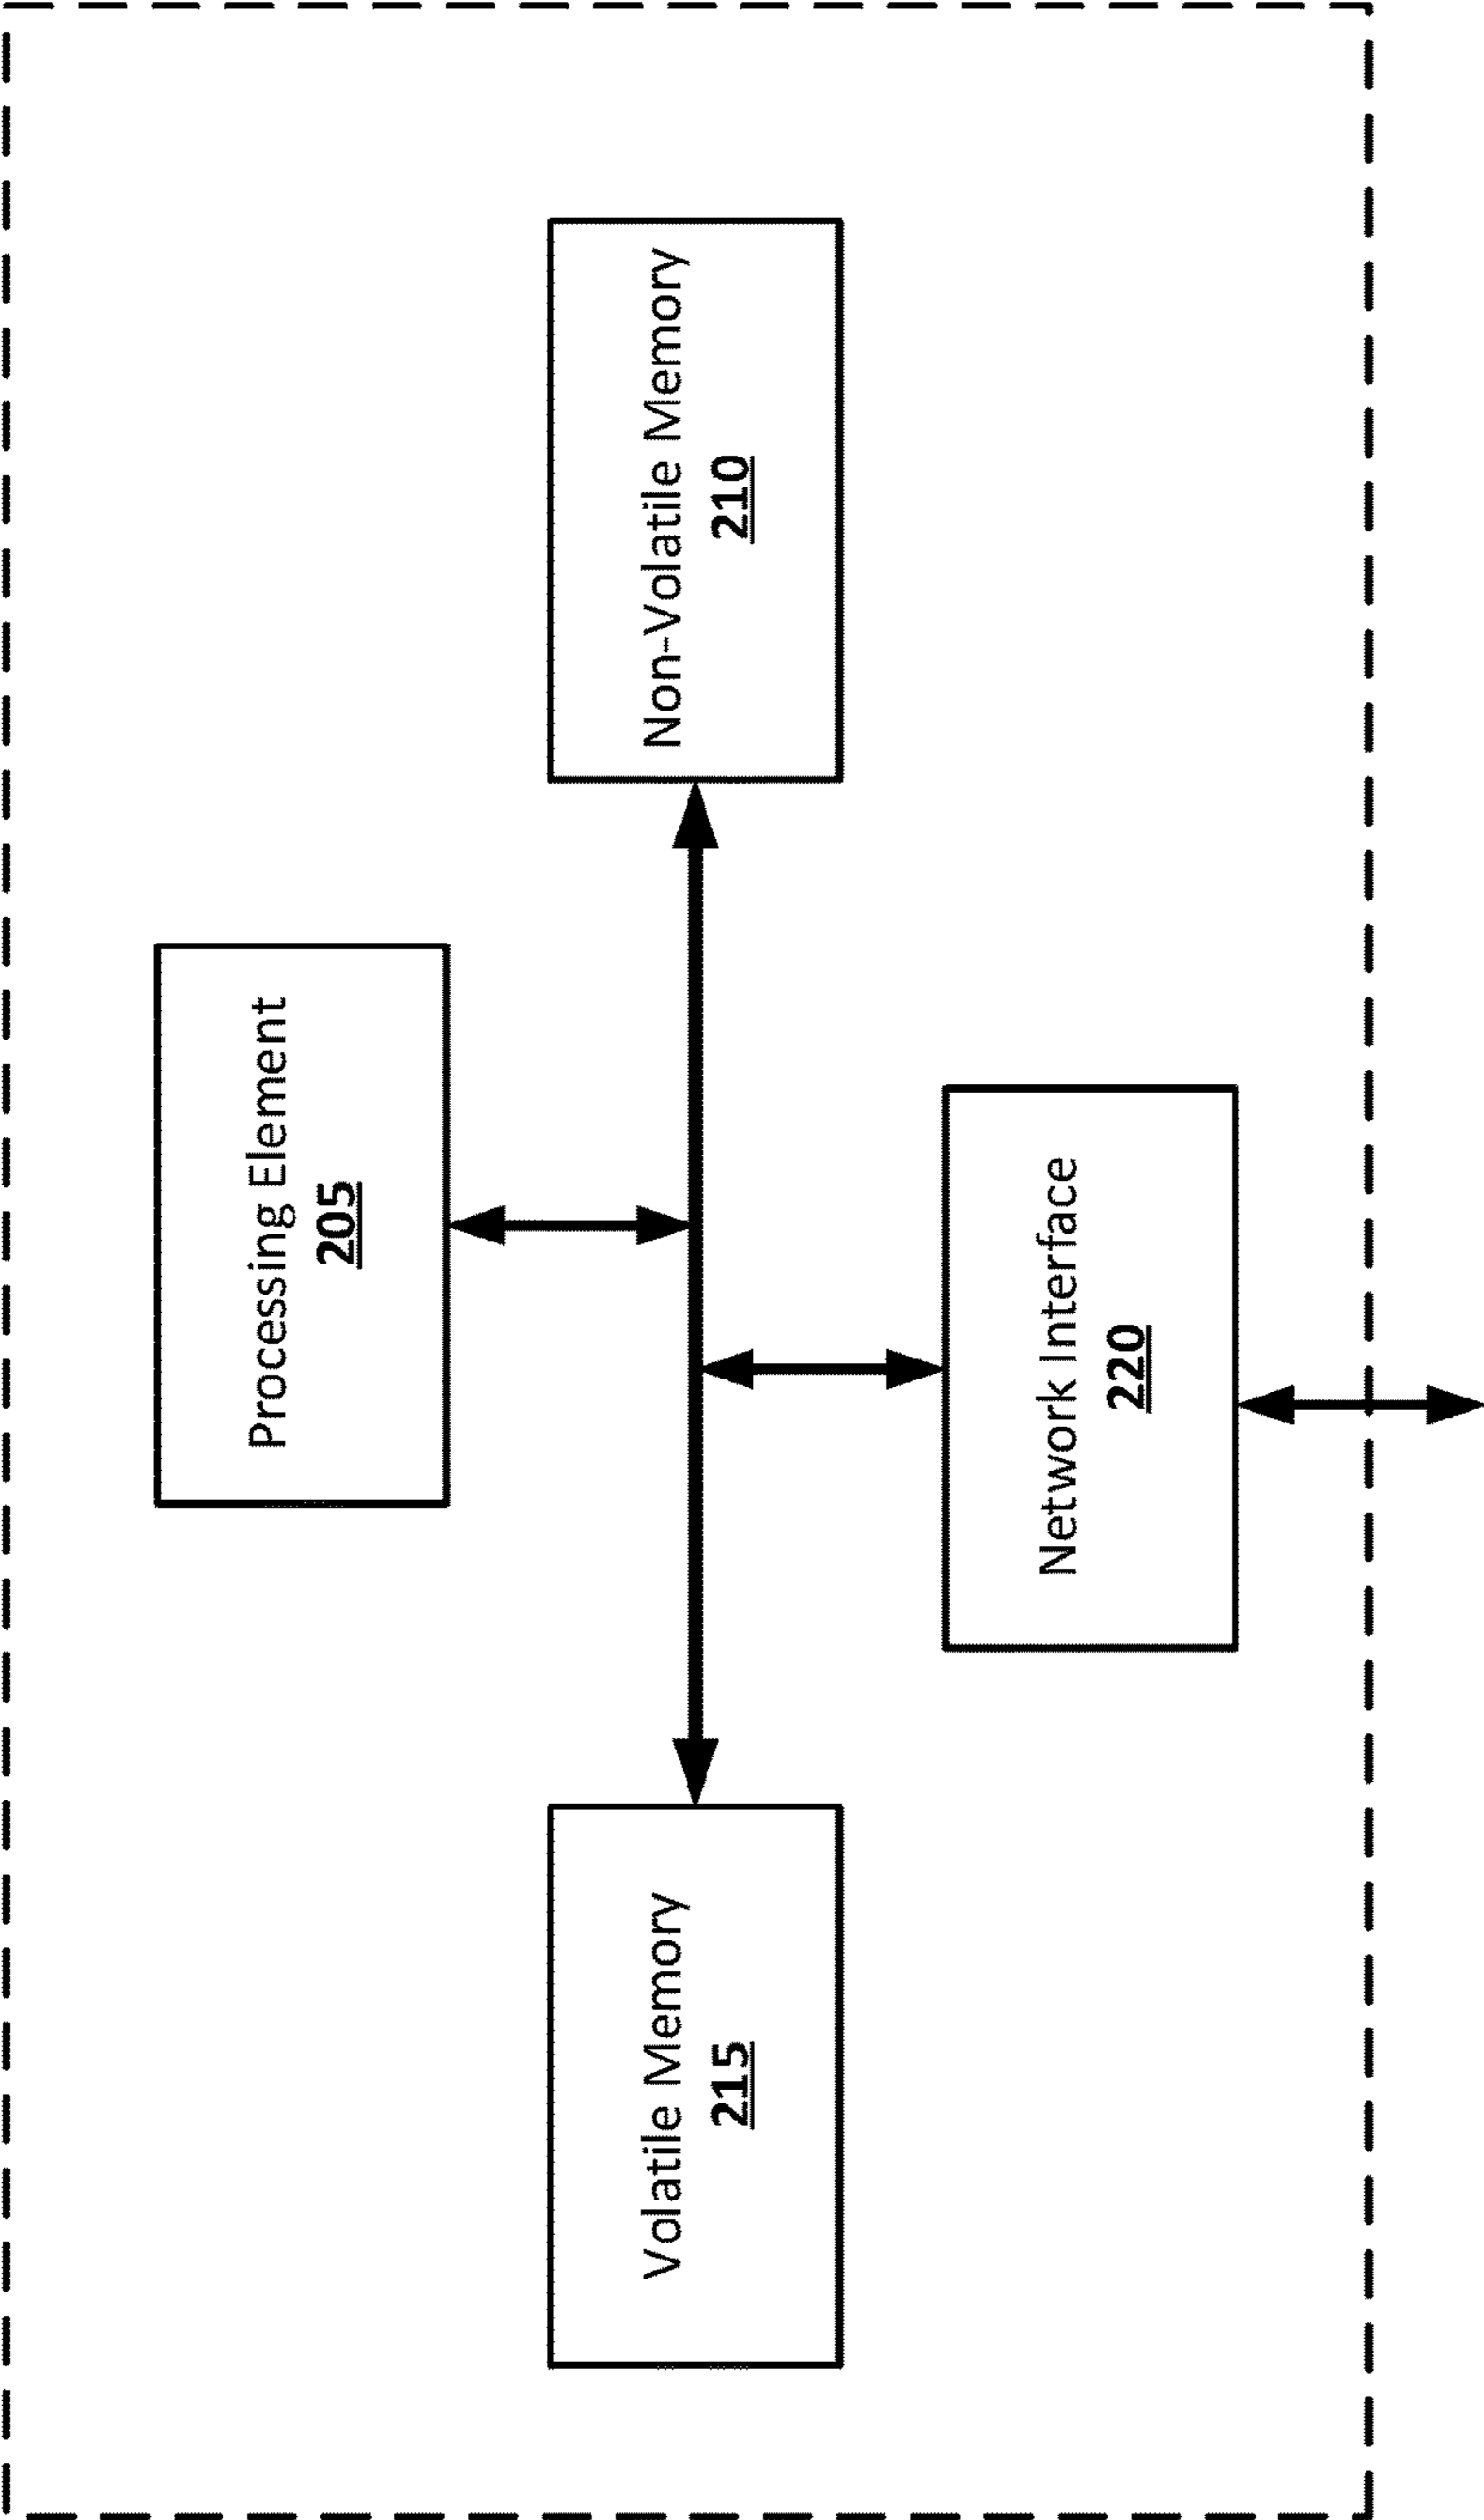 Processing Element
205
Volatile Memory
215
Non-Volatile Memory
210
Network Interface
220